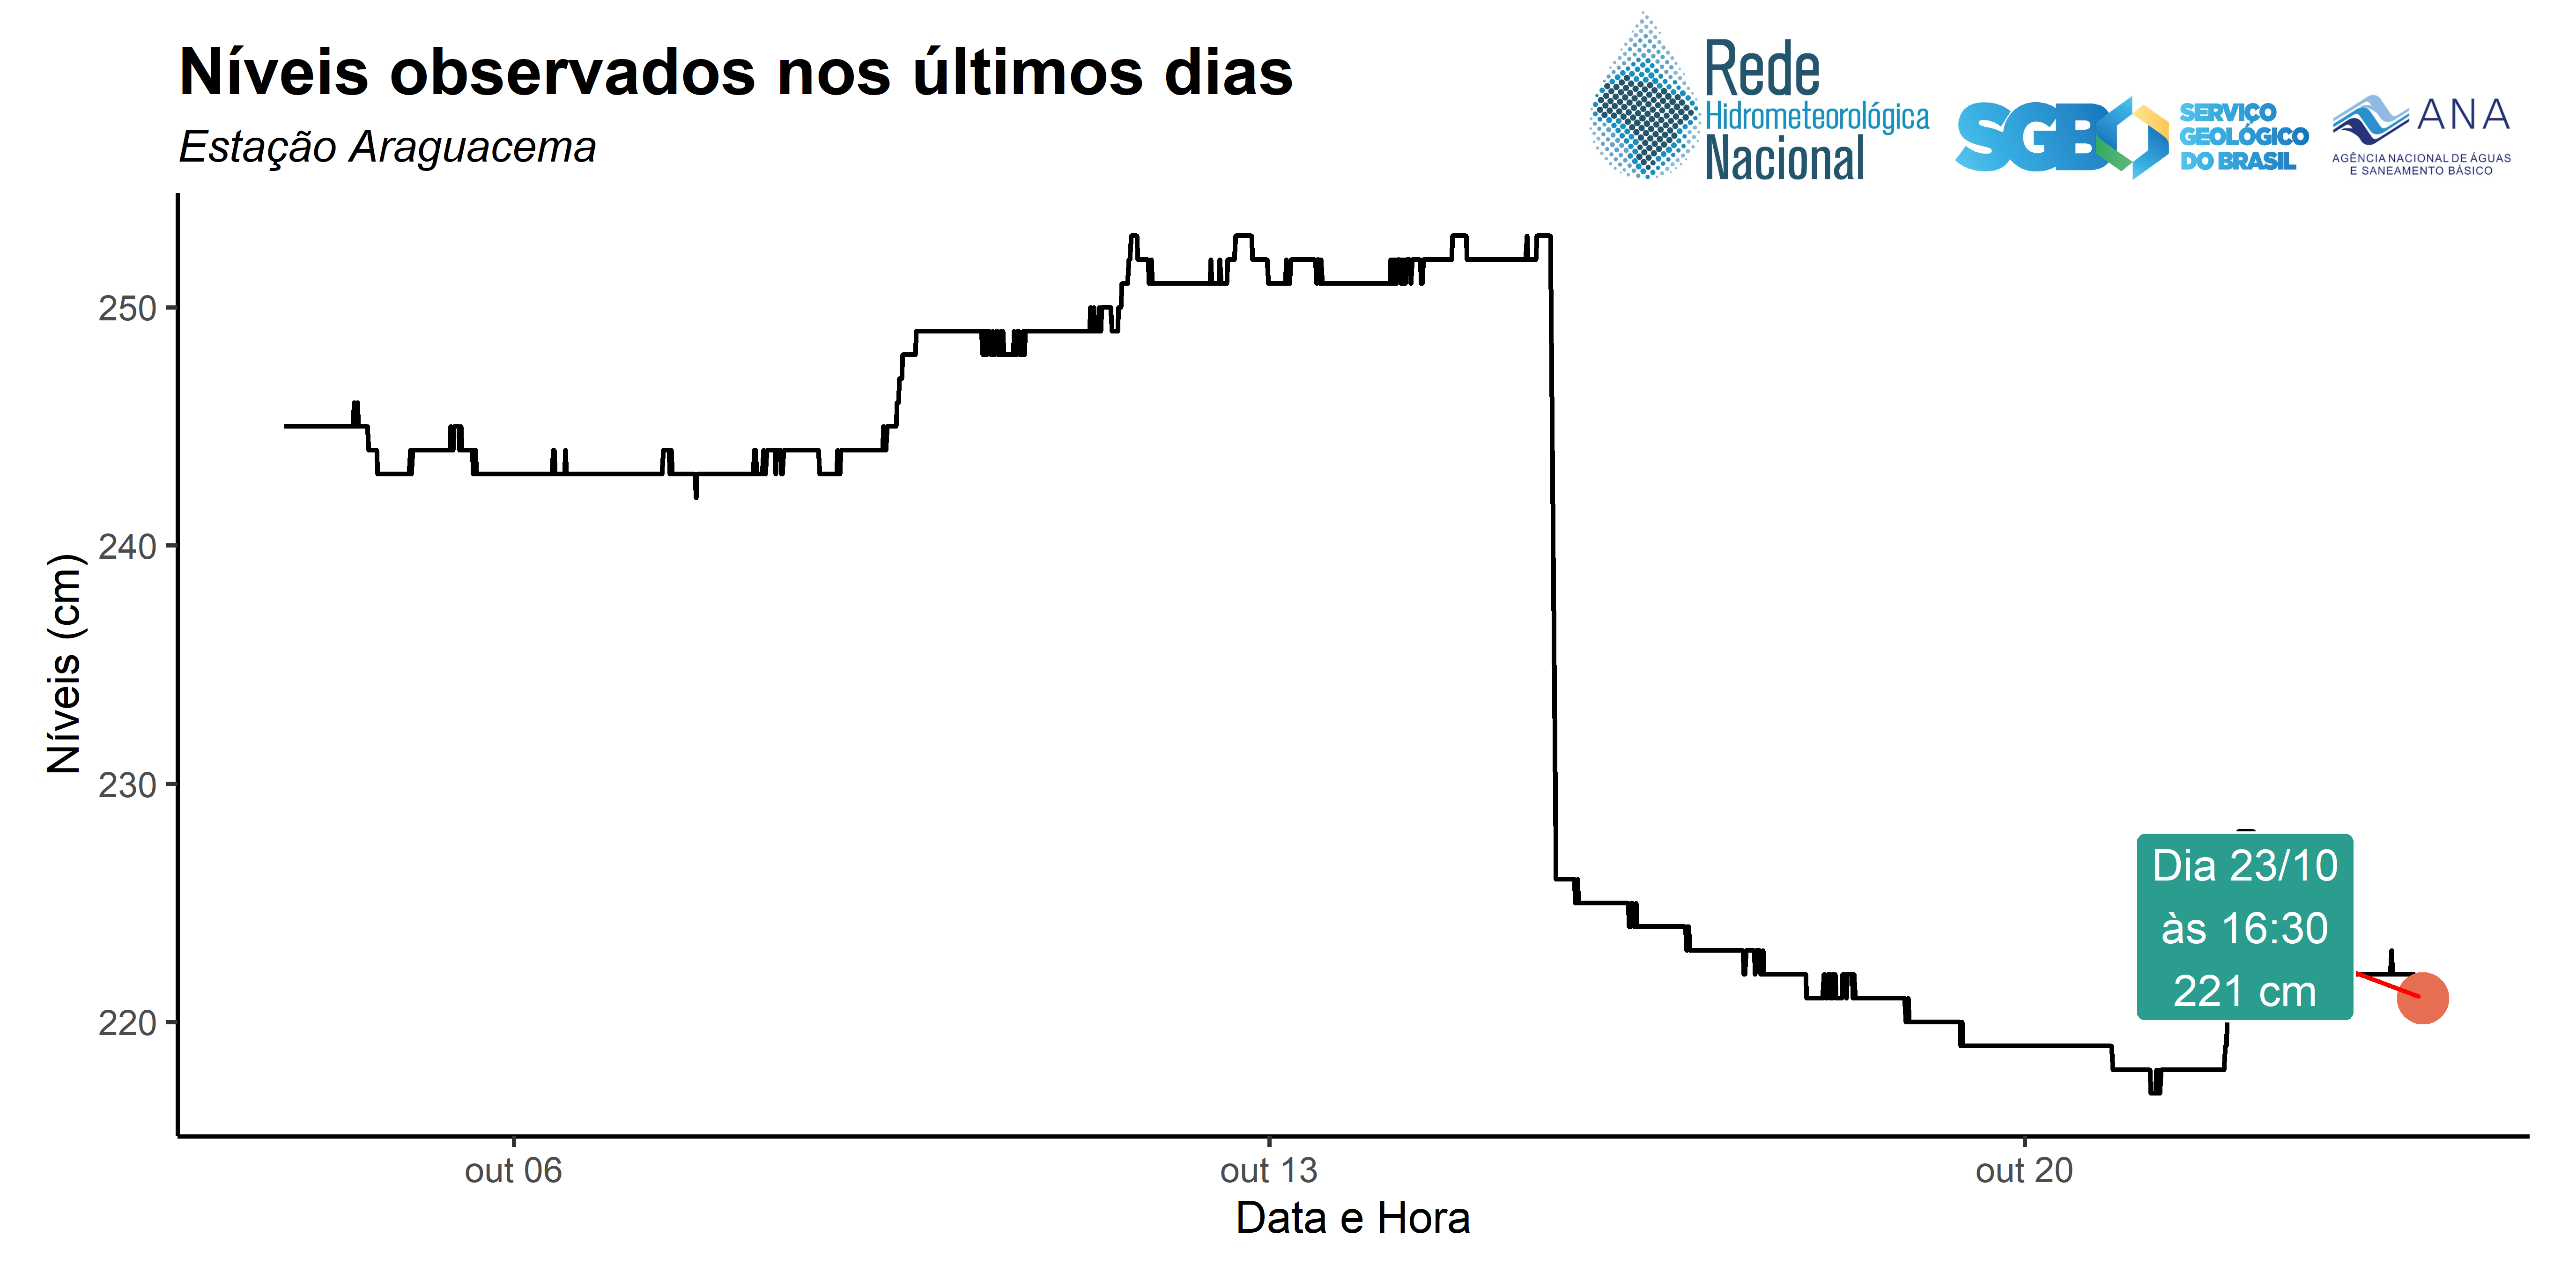 Níveis observados nos últimos dias
Estação Araguacema
Rede
Hidrometeorológica
Nacional
SGB
SERVIÇO
GEOLÓGICO
DO BRASIL
ANA
AGÊNCIA NACIONAL DE ÁGUAS
E SANEAMENTO BÁSICO
Níveis (cm)
250
240
230
220
Dia 23/10
às 16:30
221 cm
out 06
out 13
out 20
Data e Hora